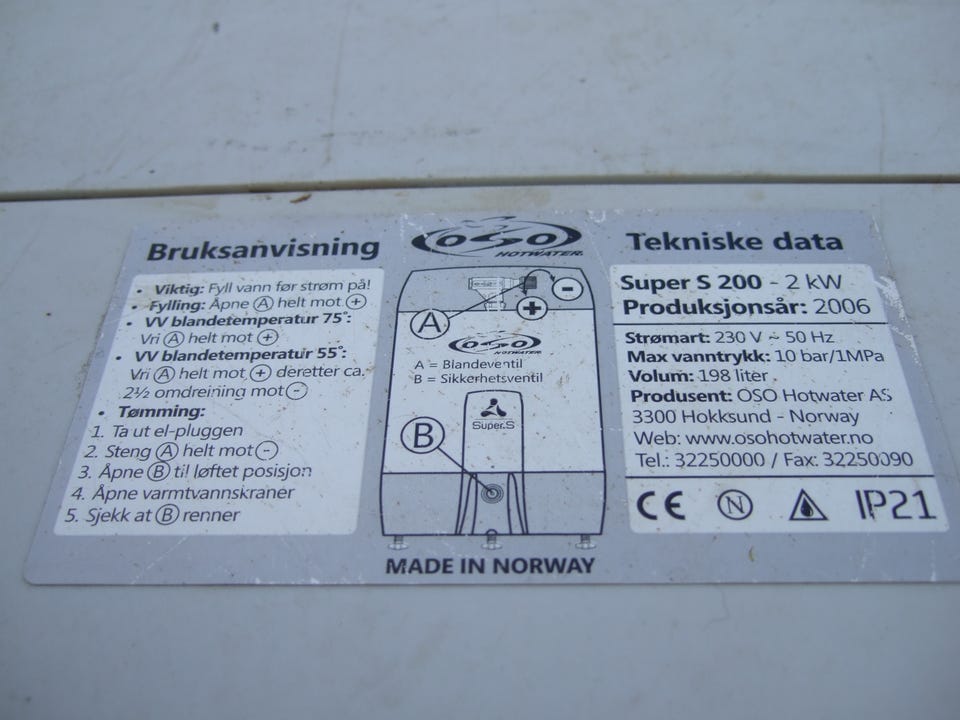 Bruksanvisning
• Viktig: Fyll vann før strøm på!
• Fylling: Åpne Ⓐ helt mot ⊕
• VV blandetemperatur 75°:
Vri Ⓐ helt mot ⊕
• VV blandetemperatur 55°:
Vri Ⓐ helt mot ⊕ deretter ca.
2½ omdreining mot ⊖
• Tømming:
1. Ta ut el-pluggen
2. Steng Ⓐ helt mot ⊖
3. Åpne Ⓑ til løftet posisjon
4. Åpne varmtvannskraner
5. Sjekk at Ⓑ renner
OSO
HOTWATER
⊖
⊕
Ⓐ
OSO
HOTWATER
A = Blandeventil
B = Sikkerhetsventil
Super.S
Ⓑ
MADE IN NORWAY
Tekniske data
Super S 200 - 2 kW
Produksjonsår: 2006
Strømart: 230 V ~ 50 Hz
Max vanntrykk: 10 bar/1MPa
Volum: 198 liter
Produsent: OSO Hotwater AS
3300 Hokksund - Norway
Web: www.osohotwater.no
Tel.: 32250000 / Fax: 32250090
CE Ⓝ IP21